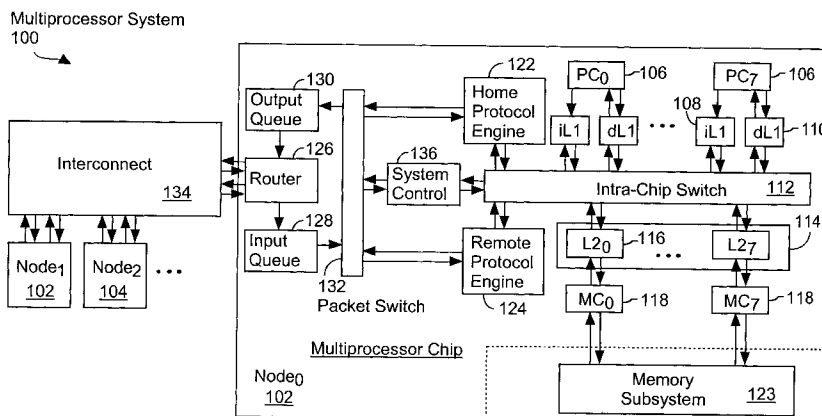 Multiprocessor System
100
Interconnect
134
Node1
102
Node2
104
...
130
Output
Queue
126
Router
128
Input
Queue
132
Packet Switch
122
Home
Protocol
Engine
136
System
Control
Remote
Protocol
Engine
124
PC0
106
PC7
106
108
iL1
dL1
...
iL1
dL1
110
Intra-Chip Switch
112
114
L20
116
...
L27
MC0
118
MC7
118
Multiprocessor Chip
Node0
102
Memory
Subsystem
123